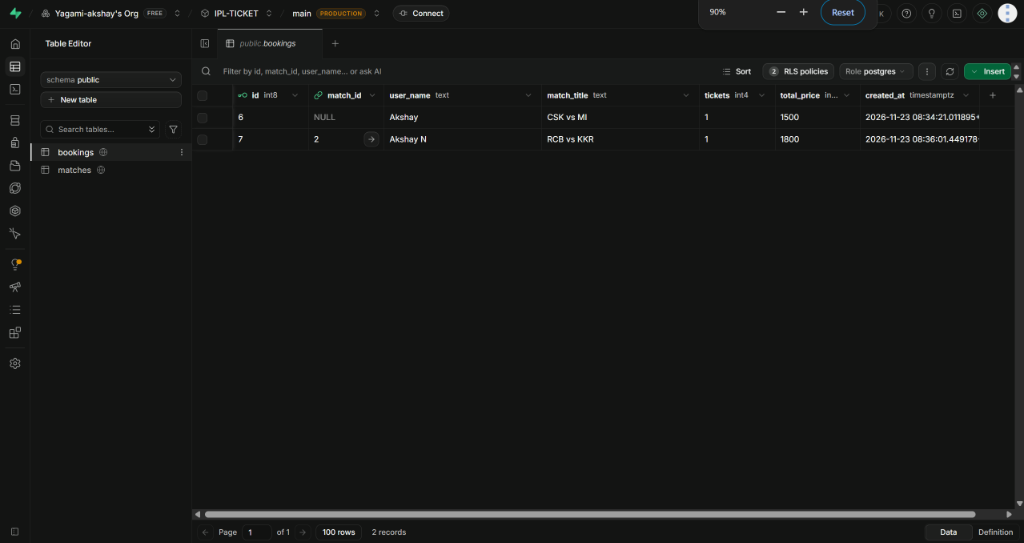 Yagami-akshay's Org FREE / IPL-TICKET / main PRODUCTION Connect
90% Reset
Table Editor
public.bookings
schema public
New table
Search tables...
bookings
matches
Filter by id, match_id, user_name... or ask AI
Sort 2 RLS policies Role postgres Insert
id int8 match_id user_name text match_title text tickets int4 total_price in... created_at timestamptz
6 NULL Akshay CSK vs MI 1 1500 2026-11-23 08:34:21.011895+
7 2 Akshay N RCB vs KKR 1 1800 2026-11-23 08:36:01.449178
Page 1 of 1 100 rows 2 records Data Definition